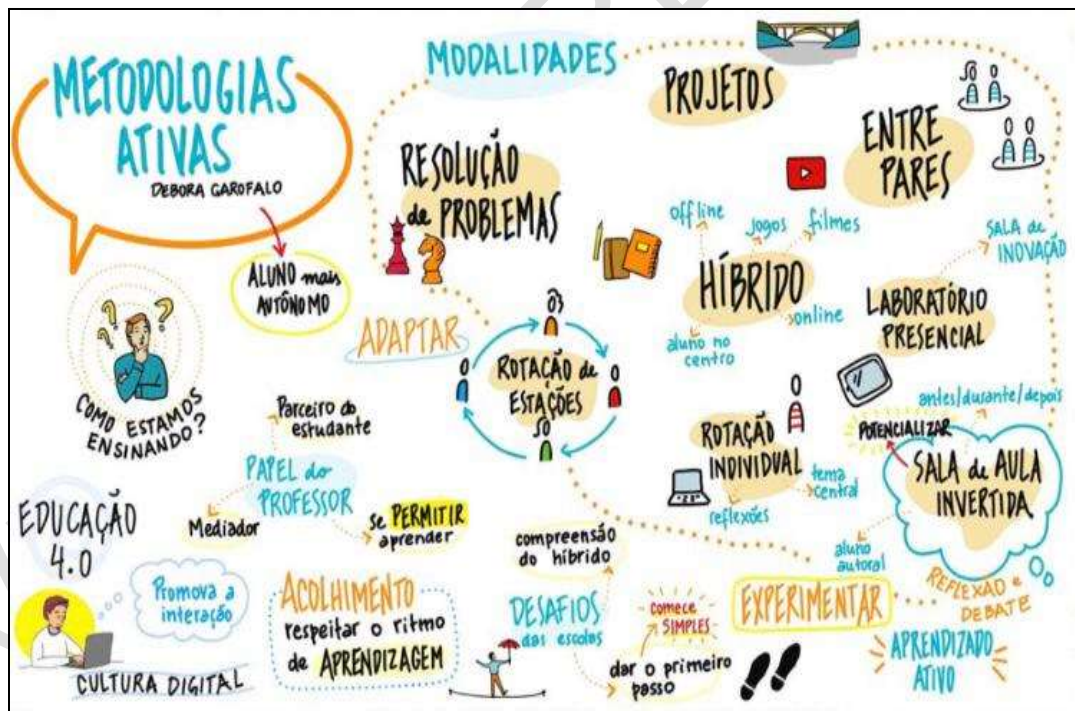 METODOLOGIAS
ATIVAS
DEBORA GAROFALO
ALUNO mais
AUTÔNOMO
COMO ESTAMOS
ENSINANDO?
MODALIDADES
RESOLUÇÃO
de PROBLEMAS
PROJETOS
ENTRE
PARES
offline
jogos
filmes
HÍBRIDO
online
aluno no
centro
SALA de
INOVAÇÃO
LABORATÓRIO
PRESENCIAL
ADAPTAR
ROTAÇÃO de
ESTAÇÕES
ROTAÇÃO
INDIVIDUAL
tema
central
reflexões
antes/durante/depois
POTENCIALIZAR
SALA de AULA
INVERTIDA
aluno
autoral
REFLEXÃO e
DEBATE
Parceiro do
estudante
PAPEL do
PROFESSOR
Mediador
se PERMITIR
aprender
EDUCAÇÃO
4.0
Promova a
interação
CULTURA DIGITAL
ACOLHIMENTO
respeitar o ritmo
de APRENDIZAGEM
compreensão
do híbrido
DESAFIOS
das escolas
comece
SIMPLES
dar o primeiro
passo
EXPERIMENTAR
APRENDIZADO
ATIVO